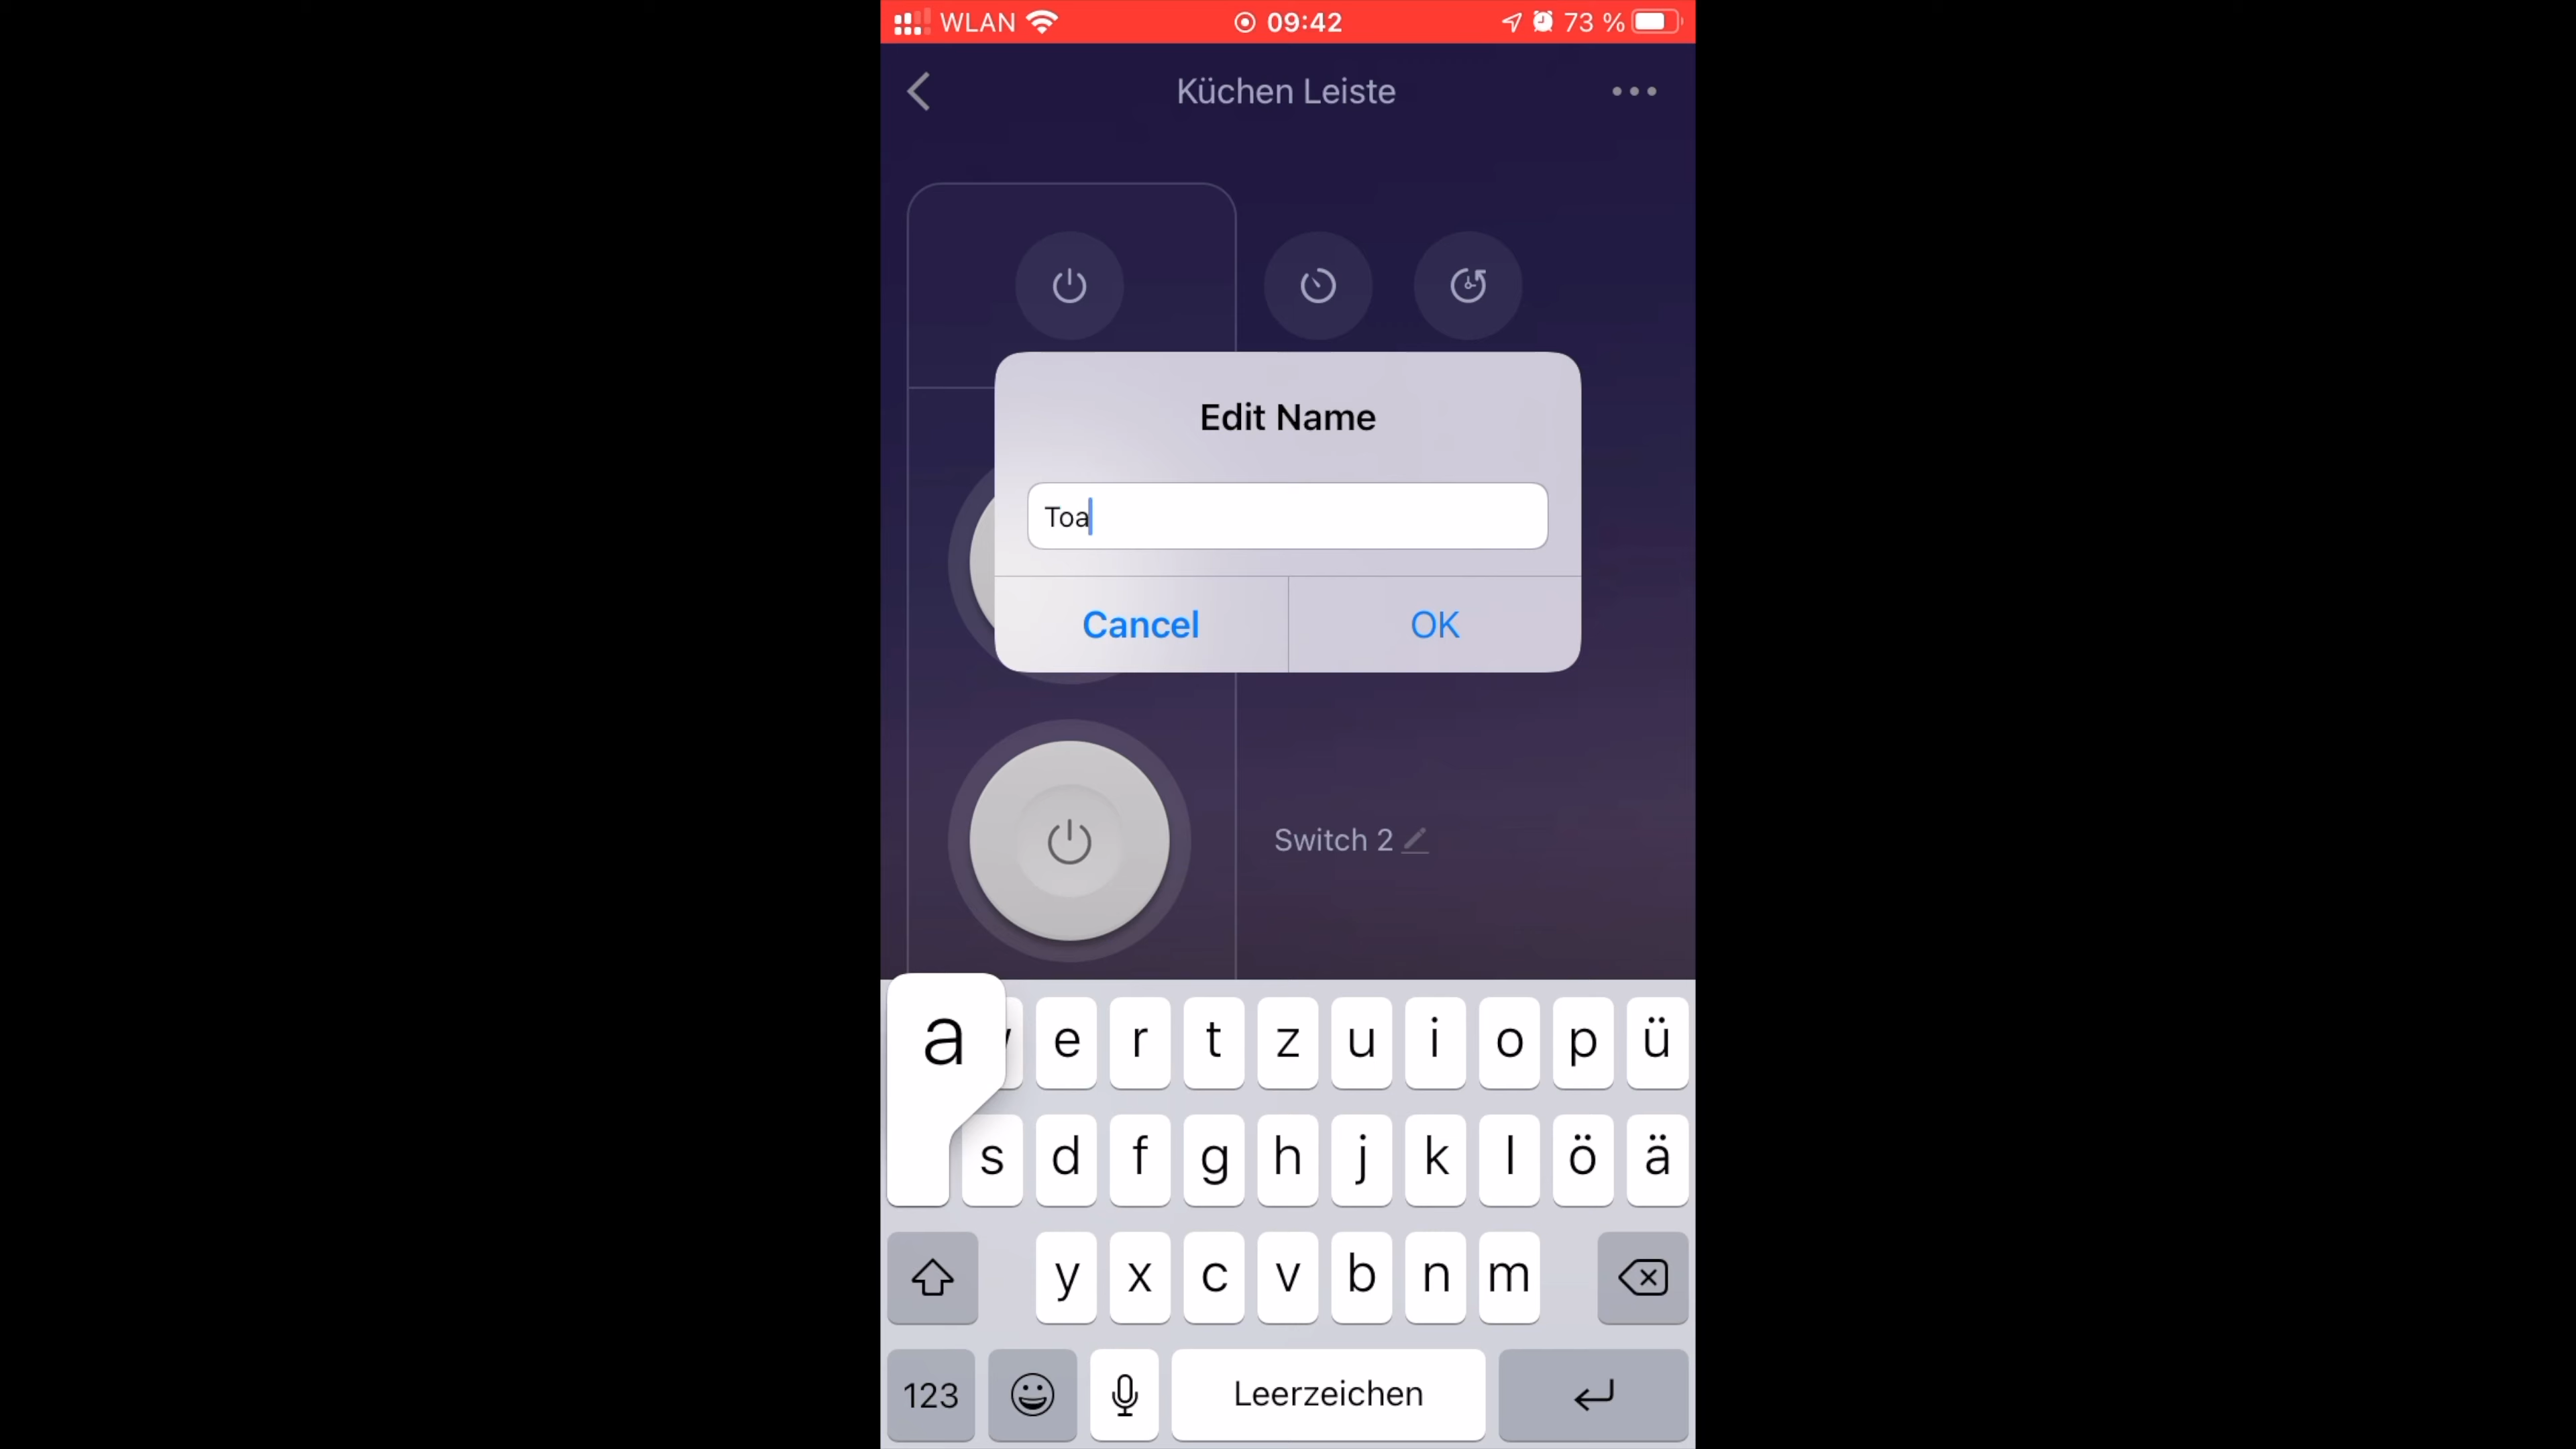 WLAN 09:42 73 %
Küchen Leiste
Edit Name
Toa
Cancel OK
Switch 2
a e r t z u i o p ü
s d f g h j k l ö ä
y x c v b n m
123 Leerzeichen